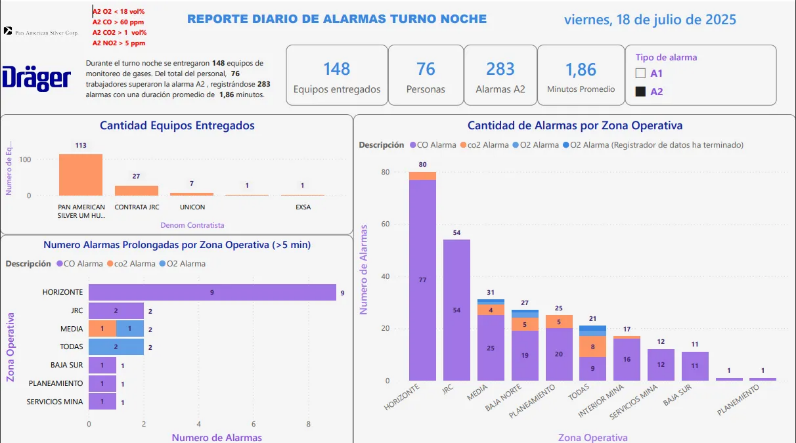 A2 O2 < 18 vol%
A2 CO > 60 ppm
A2 CO2 > 1 vol%
A2 NO2 > 5 ppm
REPORTE DIARIO DE ALARMAS TURNO NOCHE
viernes, 18 de julio de 2025
Pan American Silver Corp.
Dräger
Durante el turno noche se entregaron 148 equipos de
monitoreo de gases. Del total del personal, 76
trabajadores superaron la alarma A2 , registrándose 283
alarmas con una duración promedio de 1,86 minutos.
148
Equipos entregados
76
Personas
283
Alarmas A2
1,86
Minutos Promedio
Tipo de alarma
A1
A2
Cantidad Equipos Entregados
Numero de Eq...
100
0
113
27
7
1
1
PAN AMERICAN
SILVER UM HU...
CONTRATA JRC
UNICON
EXSA
Denom Contratista
Numero Alarmas Prolongadas por Zona Operativa (>5 min)
Descripción CO Alarma co2 Alarma O2 Alarma
Zona Operativa
HORIZONTE 9 9
JRC 2 2
MEDIA 1 1 2
TODAS 2 2
BAJA SUR 1 1
PLANEAMIENTO 1 1
SERVICIOS MINA 1 1
0 2 4 6 8
Numero de Alarmas
Cantidad de Alarmas por Zona Operativa
Descripción CO Alarma co2 Alarma O2 Alarma O2 Alarma (Registrador de datos ha terminado)
Numero de Alarmas
80
60
40
20
0
80
77
54
54
31
4
25
27
5
19
25
5
20
21
8
9
17
16
12
12
11
11
1
1
HORIZONTE
JRC
MEDIA
BAJA NORTE
PLANEAMIENTO
TODAS
INTERIOR MINA
SERVICIOS MINA
BAJA SUR
PLANEMIENTO
Zona Operativa